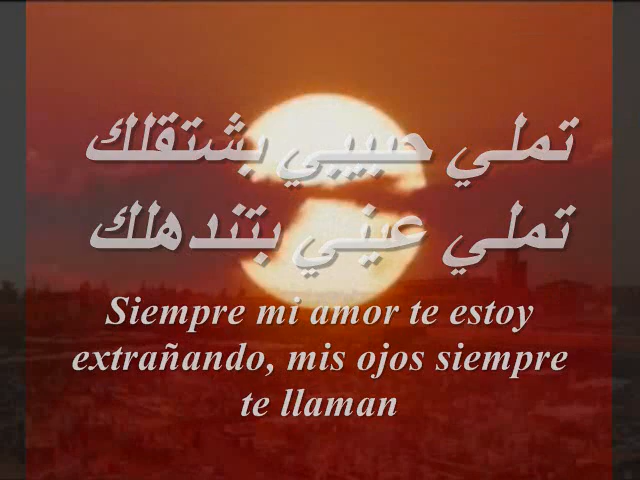 تملي حبيبي بشتقلك
تملي عيني بتندهلك
Siempre mi amor te estoy
extrañando, mis ojos siempre
te llaman